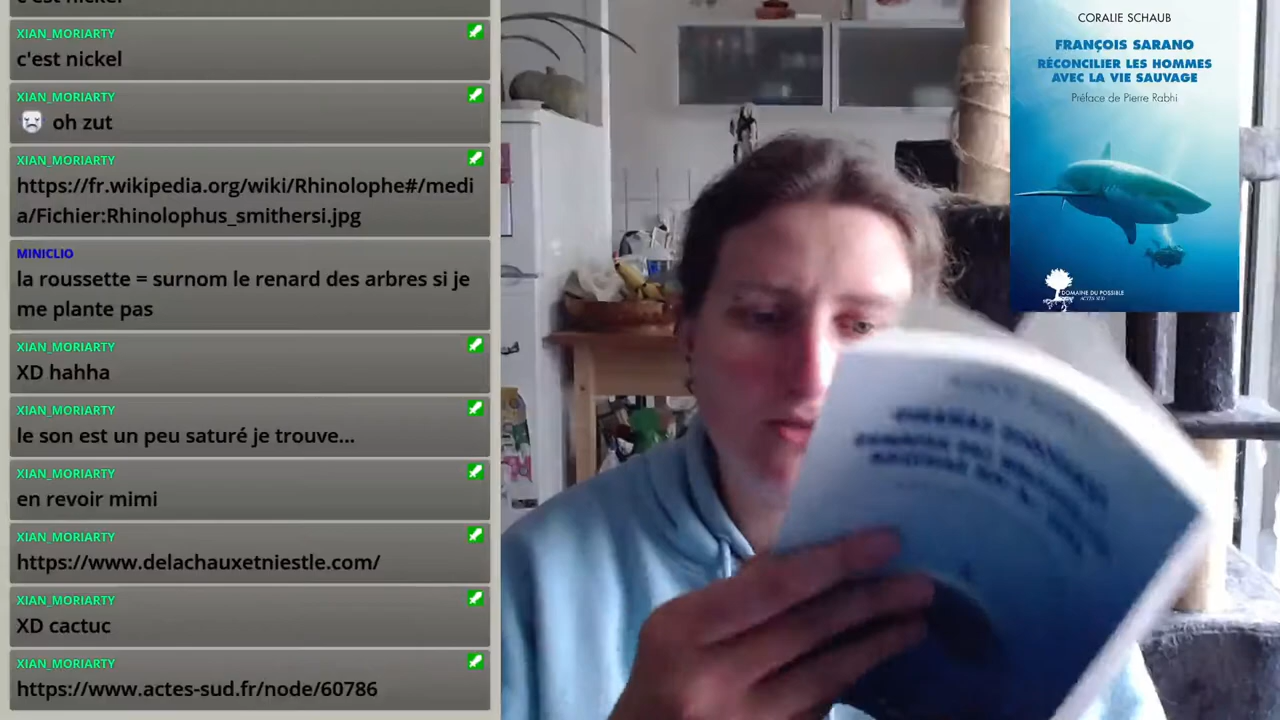 c'est nickel
XIAN_MORIARTY
c'est nickel
XIAN_MORIARTY
oh zut
XIAN_MORIARTY
https://fr.wikipedia.org/wiki/Rhinolophe#/medi
a/Fichier:Rhinolophus_smithersi.jpg
MINICLIO
la roussette = surnom le renard des arbres si je
me plante pas
XIAN_MORIARTY
XD hahha
XIAN_MORIARTY
le son est un peu saturé je trouve...
XIAN_MORIARTY
en revoir mimi
XIAN_MORIARTY
https://www.delachauxetniestle.com/
XIAN_MORIARTY
XD cactuc
XIAN_MORIARTY
https://www.actes-sud.fr/node/60786
CORALIE SCHAUB
FRANÇOIS SARANO
RÉCONCILIER LES HOMMES
AVEC LA VIE SAUVAGE
Préface de Pierre Rabhi
DOMAINE DU POSSIBLE
ACTES SUD